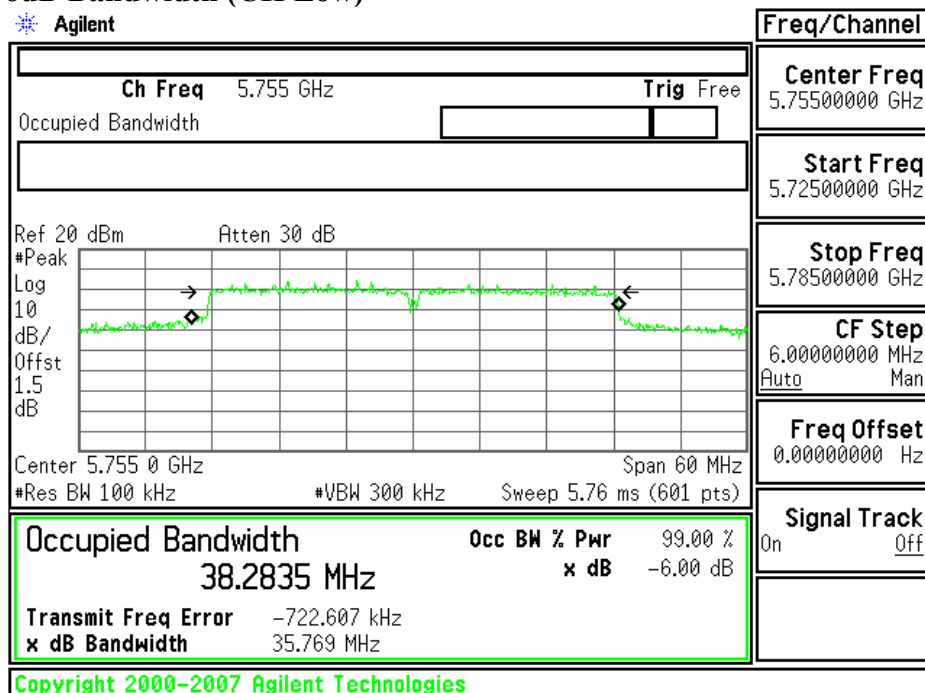 6dB Bandwidth (CH Low)
Agilent
Freq/Channel
Ch Freq 5.755 GHz
Trig Free
Occupied Bandwidth
Center Freq
5.75500000 GHz
Start Freq
5.72500000 GHz
Stop Freq
5.78500000 GHz
CF Step
6.00000000 MHz
Auto Man
Freq Offset
0.00000000 Hz
Signal Track
On Off
Ref 20 dBm
Atten 30 dB
#Peak
Log
10
dB/
Offst
1.5
dB
Center 5.755 0 GHz
Span 60 MHz
#Res BW 100 kHz
#VBW 300 kHz
Sweep 5.76 ms (601 pts)
Occupied Bandwidth
38.2835 MHz
Occ BW % Pwr 99.00 %
x dB -6.00 dB
Transmit Freq Error -722.607 kHz
x dB Bandwidth 35.769 MHz
Copyright 2000-2007 Agilent Technologies